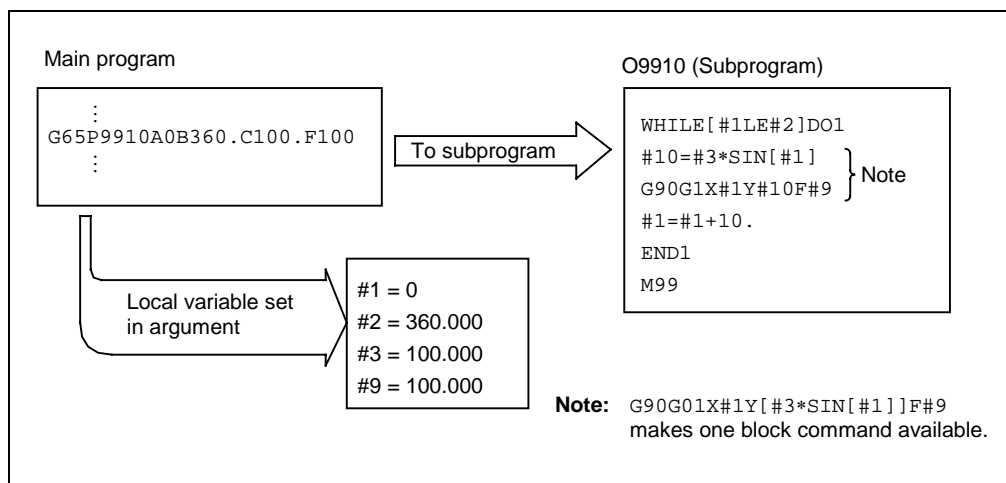 Main program
⋮
G65P9910A0B360.C100.F100
⋮
To subprogram
O9910 (Subprogram)
WHILE[#1LE#2]DO1
#10=#3*SIN[#1]
G90G1X#1Y#10F#9
Note
#1=#1+10.
END1
M99
Local variable set
in argument
#1 = 0
#2 = 360.000
#3 = 100.000
#9 = 100.000
Note: G90G01X#1Y[#3*SIN[#1]]F#9
makes one block command available.